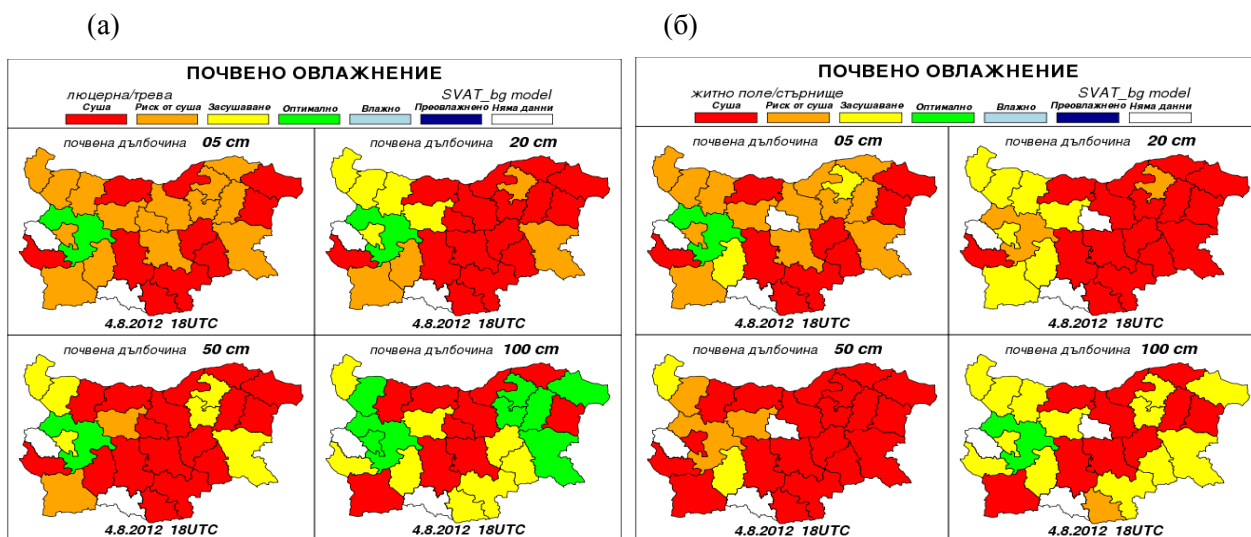 (а)
(б)
ПОЧВЕНО ОВЛАЖНЕНИЕ
люцерна/трева SVAT_bg model
Суша Риск от суша Засушаване Оптимално Влажно Преовлажнено Няма данни
почвена дълбочина 05 cm
почвена дълбочина 20 cm
4.8.2012 18UTC
4.8.2012 18UTC
почвена дълбочина 50 cm
почвена дълбочина 100 cm
4.8.2012 18UTC
4.8.2012 18UTC
ПОЧВЕНО ОВЛАЖНЕНИЕ
житно поле/стърнище SVAT_bg model
Суша Риск от суша Засушаване Оптимално Влажно Преовлажнено Няма данни
почвена дълбочина 05 cm
почвена дълбочина 20 cm
4.8.2012 18UTC
4.8.2012 18UTC
почвена дълбочина 50 cm
почвена дълбочина 100 cm
4.8.2012 18UTC
4.8.2012 18UTC